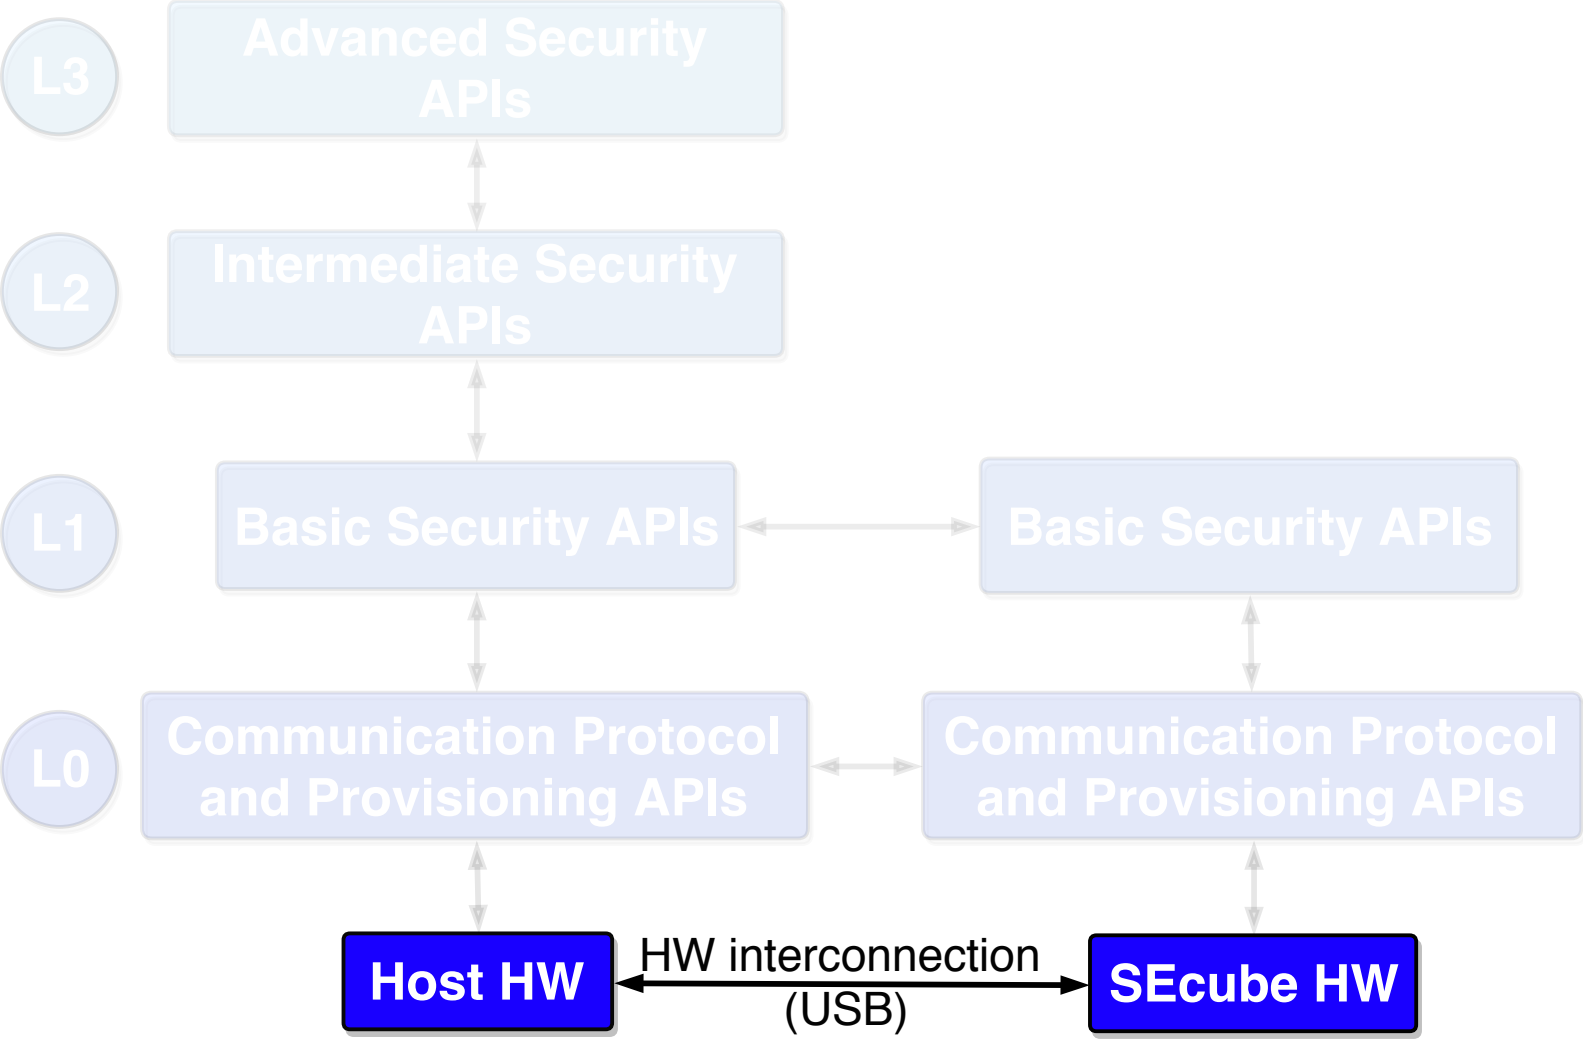 L3
Advanced Security
APIs
L2
Intermediate Security
APIs
L1
Basic Security APIs
Basic Security APIs
L0
Communication Protocol
and Provisioning APIs
Communication Protocol
and Provisioning APIs
Host HW
HW interconnection
(USB)
SEcube HW